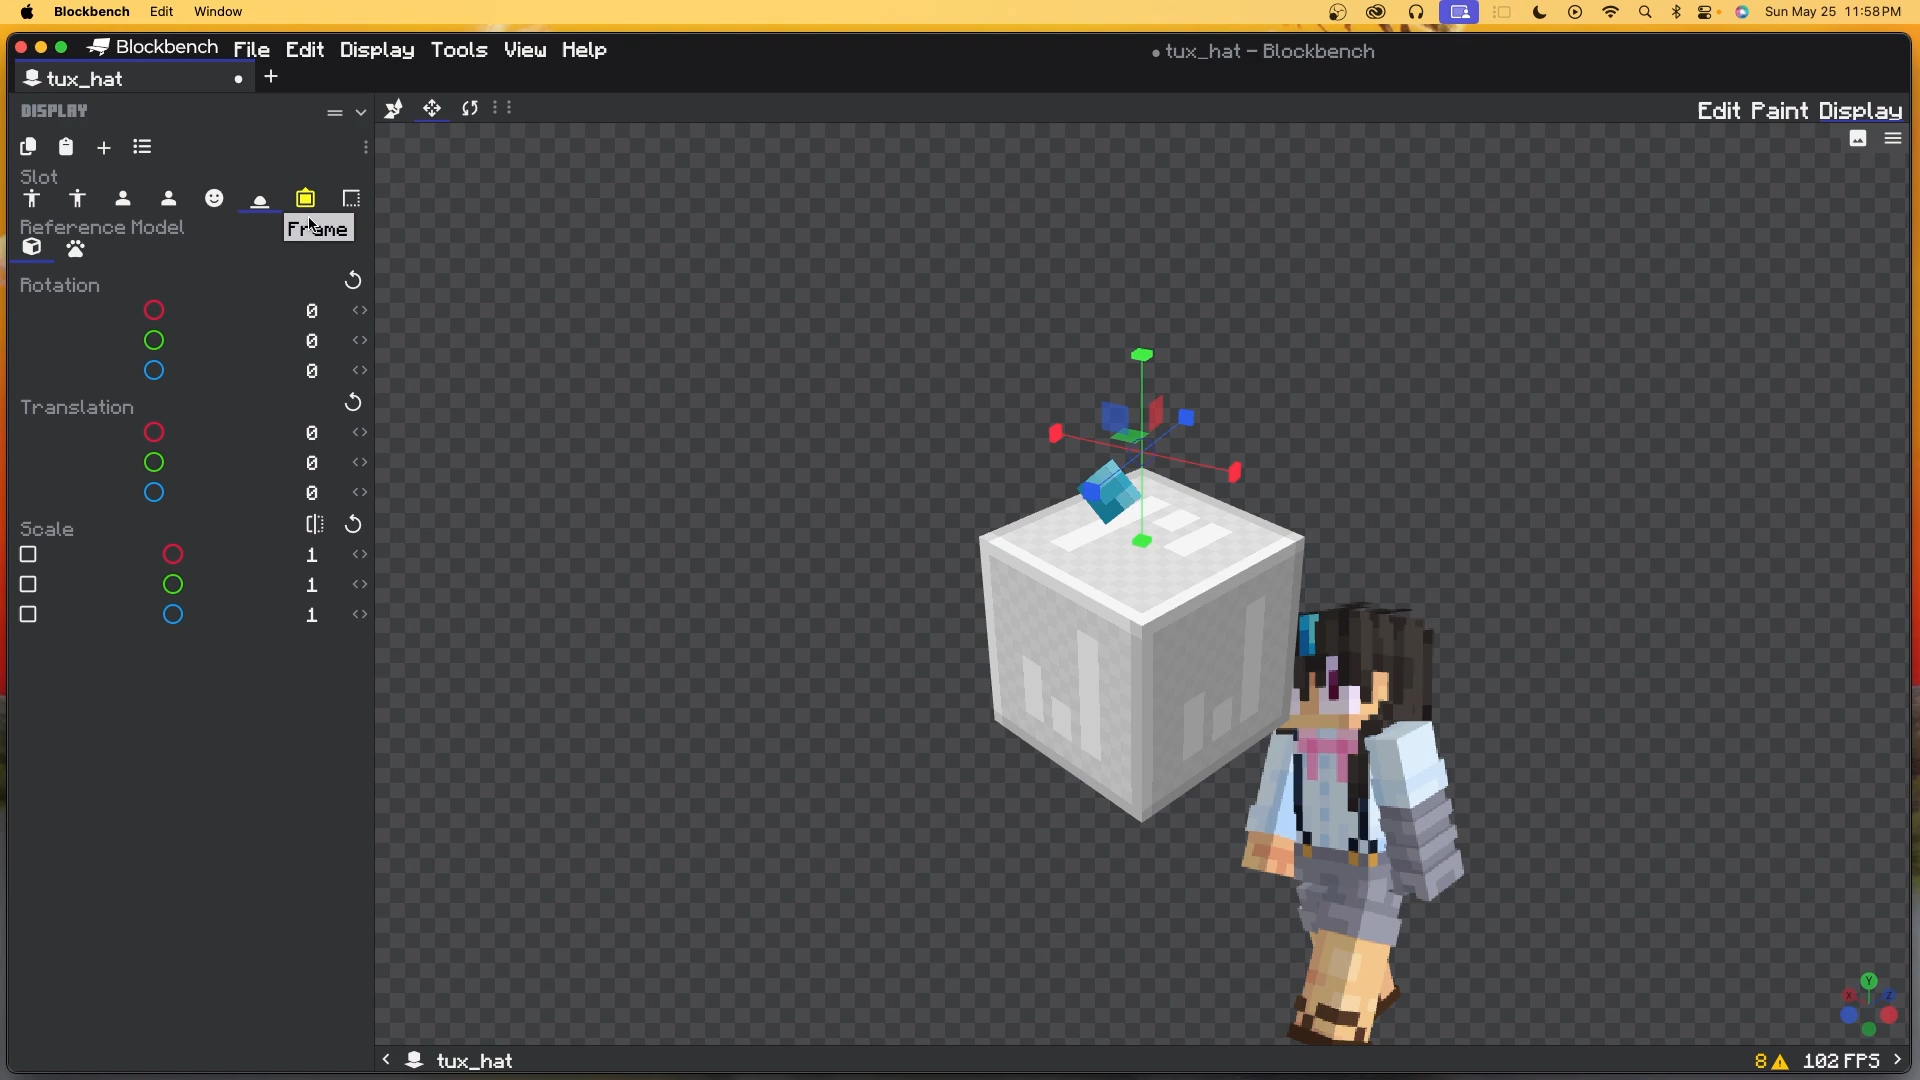 Blockbench Edit Window Sun May 25 11:58PM
Blockbench File Edit Display Tools View Help • tux_hat - Blockbench
tux_hat • +
DISPLAY
Edit Paint Display
Slot
Frame
Reference Model
Rotation
0
0
0
Translation
0
0
0
Scale
1
1
1
Y
X Z
tux_hat 8 102 FPS